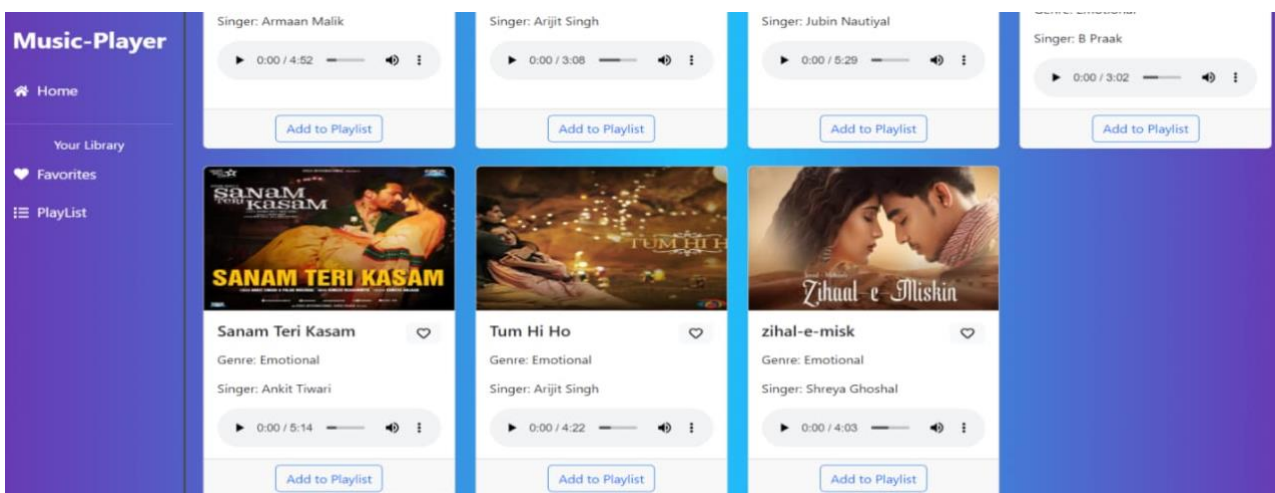 Music-Player
Home
Your Library
Favorites
PlayList
Singer: Armaan Malik
0:00 / 4:52
Add to Playlist
Singer: Arijit Singh
0:00 / 3:08
Add to Playlist
Singer: Jubin Nautiyal
0:00 / 5:29
Add to Playlist
Singer: B Praak
0:00 / 3:02
Add to Playlist
SANAM
TERI KASAM
SANAM TERI KASAM
Sanam Teri Kasam
Genre: Emotional
Singer: Ankit Tiwari
0:00 / 5:14
Add to Playlist
TUM HI H
Tum Hi Ho
Genre: Emotional
Singer: Arijit Singh
0:00 / 4:22
Add to Playlist
Zihaal-e-Miskin
zihal-e-misk
Genre: Emotional
Singer: Shreya Ghoshal
0:00 / 4:03
Add to Playlist